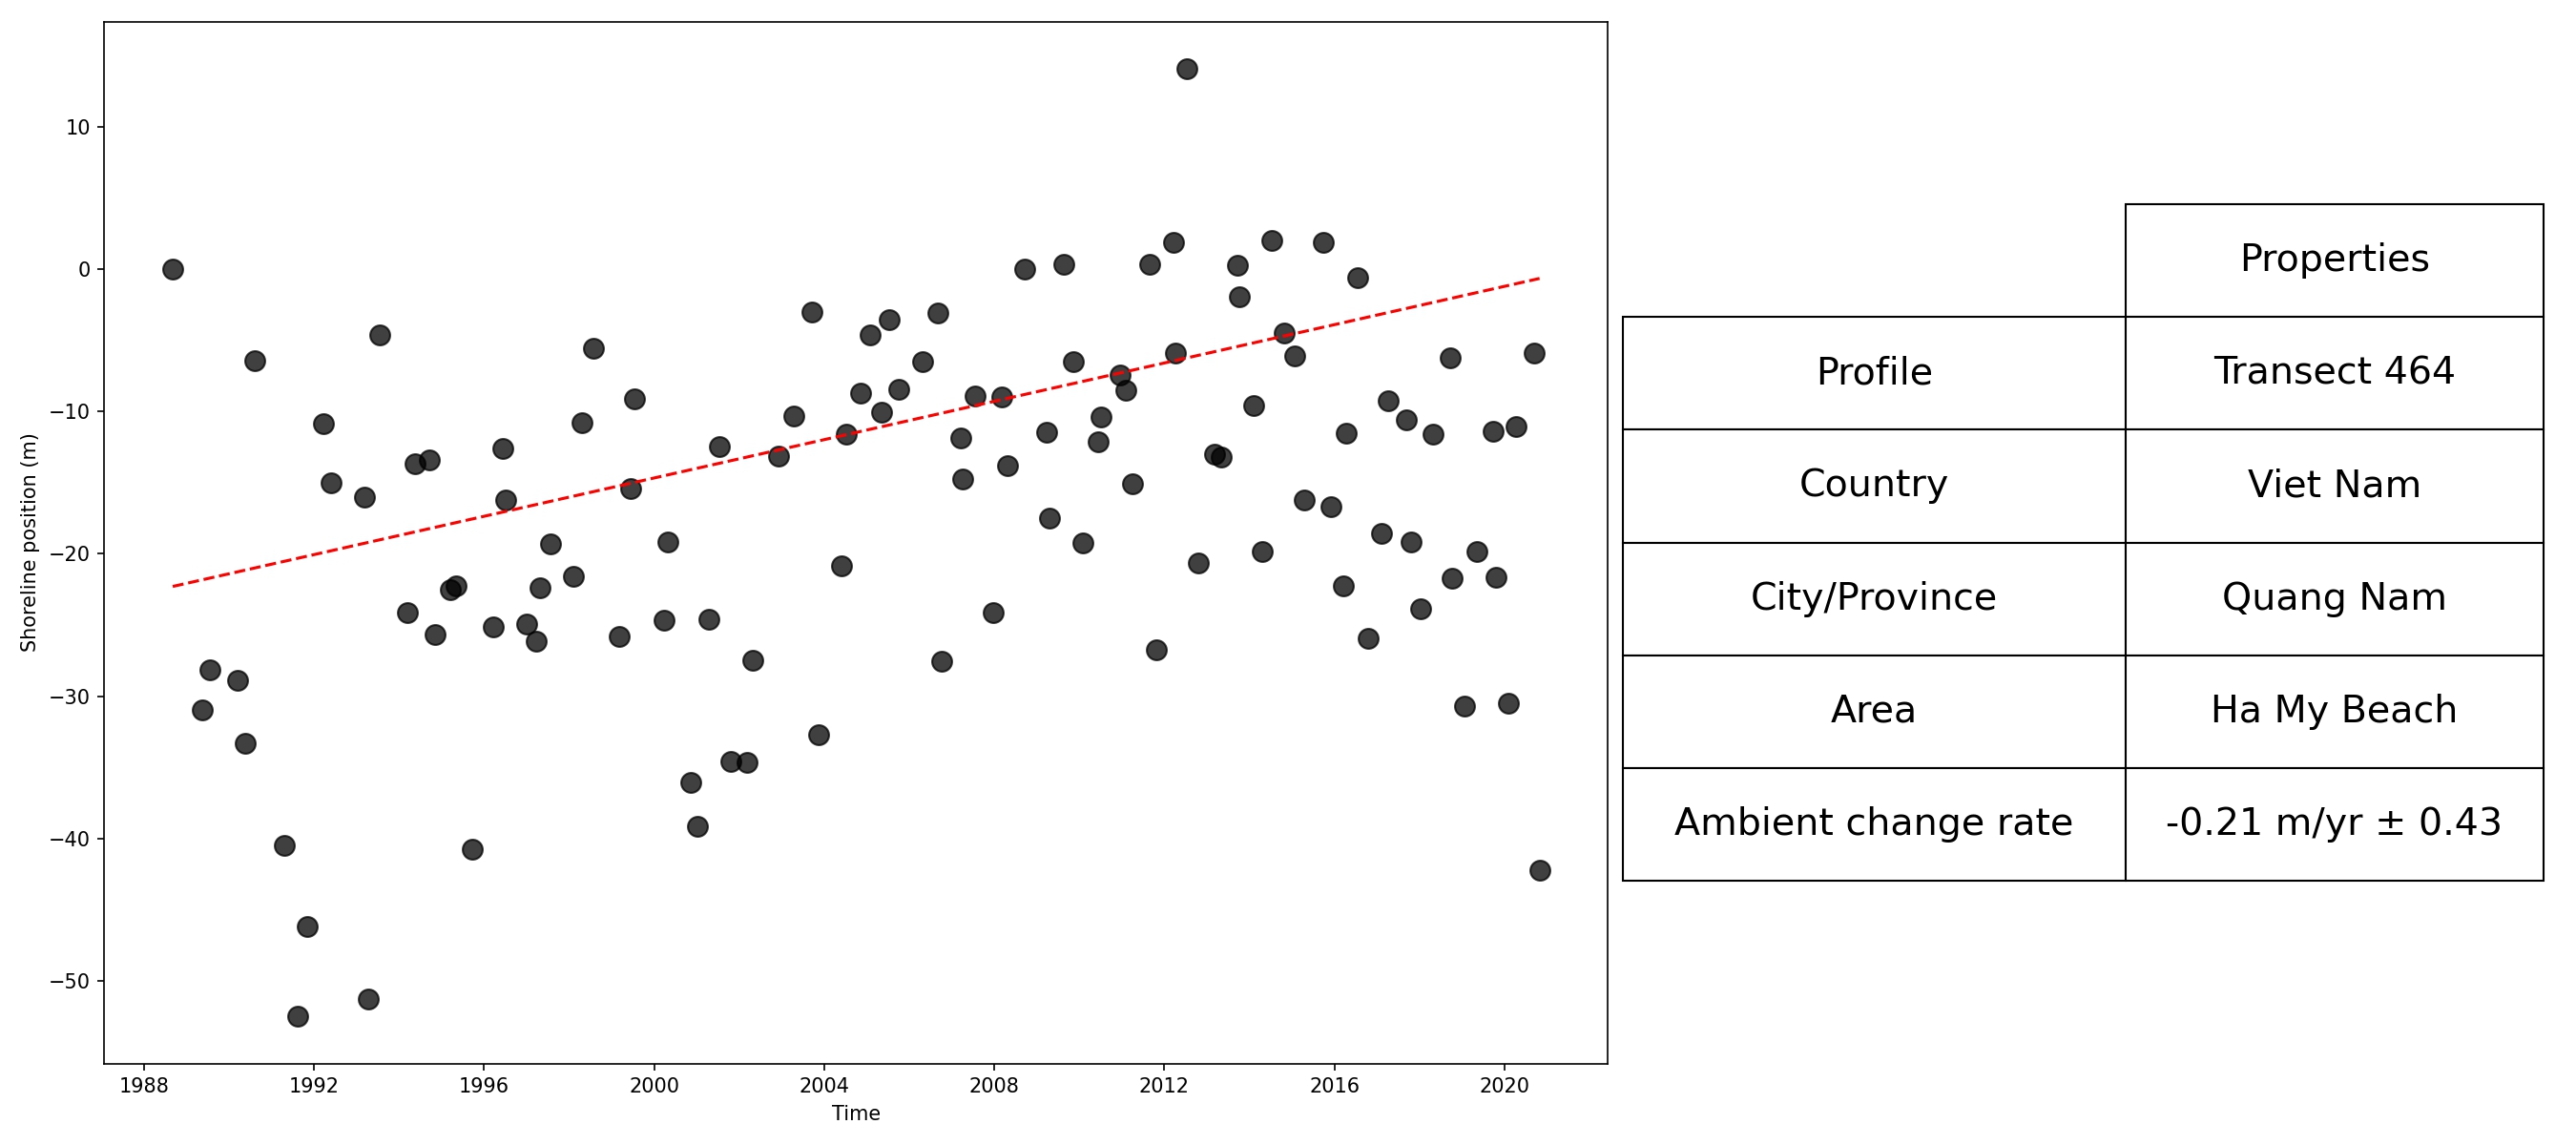 10
0
−10
−20
−30
−40
−50
Shoreline position (m)
1988 1992 1996 2000 2004 2008 2012 2016 2020
Time
Properties
Profile Transect 464
Country Viet Nam
City/Province Quang Nam
Area Ha My Beach
Ambient change rate -0.21 m/yr ± 0.43